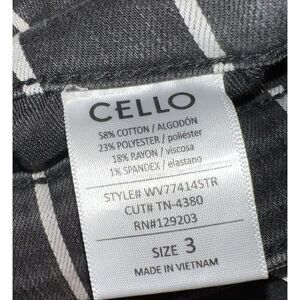 CELLO
58% COTTON / ALGODÓN
23% POLYESTER / poliéster
18% RAYON / viscosa
1% SPANDEX / elastano
STYLE# WV77414STR
CUT# TN-4380
RN#129203
SIZE 3
MADE IN VIETNAM